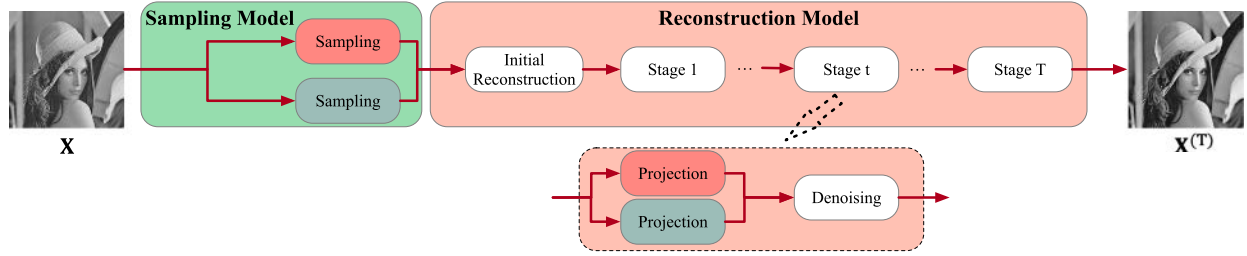 Sampling Model
Reconstruction Model
Sampling
Sampling
Initial
Reconstruction
Stage 1
...
Stage t
...
Stage T
X
X(T)
Projection
Projection
Denoising